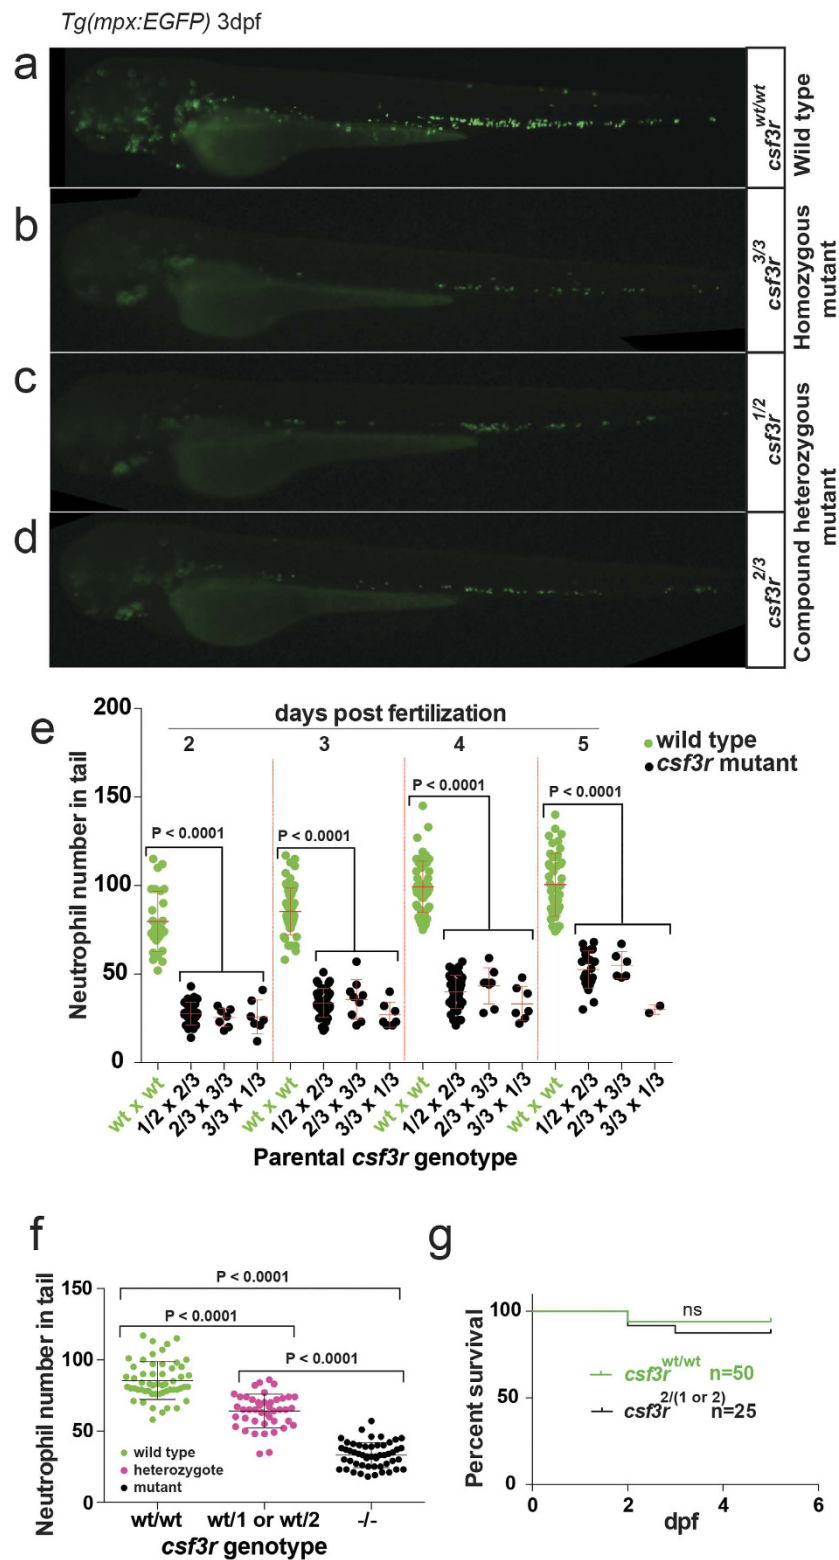 Tg(mpx:EGFP) 3dpf
a
csf3r wt/wt
Wild type
b
csf3r 3/3
Homozygous
mutant
c
csf3r 1/2
d
csf3r 2/3
Compound heterozygous
mutant
e
days post fertilization
2 3 4 5
wild type
csf3r mutant
P < 0.0001
P < 0.0001
P < 0.0001
P < 0.0001
Neutrophil number in tail
200
150
100
50
0
wt x wt
1/2 x 2/3
2/3 x 3/3
3/3 x 1/3
wt x wt
1/2 x 2/3
2/3 x 3/3
3/3 x 1/3
wt x wt
1/2 x 2/3
2/3 x 3/3
3/3 x 1/3
wt x wt
1/2 x 2/3
2/3 x 3/3
3/3 x 1/3
Parental csf3r genotype
f
P < 0.0001
P < 0.0001
P < 0.0001
Neutrophil number in tail
150
100
50
0
wild type
heterozygote
mutant
wt/wt wt/1 or wt/2 -/-
csf3r genotype
g
Percent survival
100
50
0
ns
csf3r wt/wt n=50
csf3r 2/(1 or 2) n=25
0 2 4 6
dpf